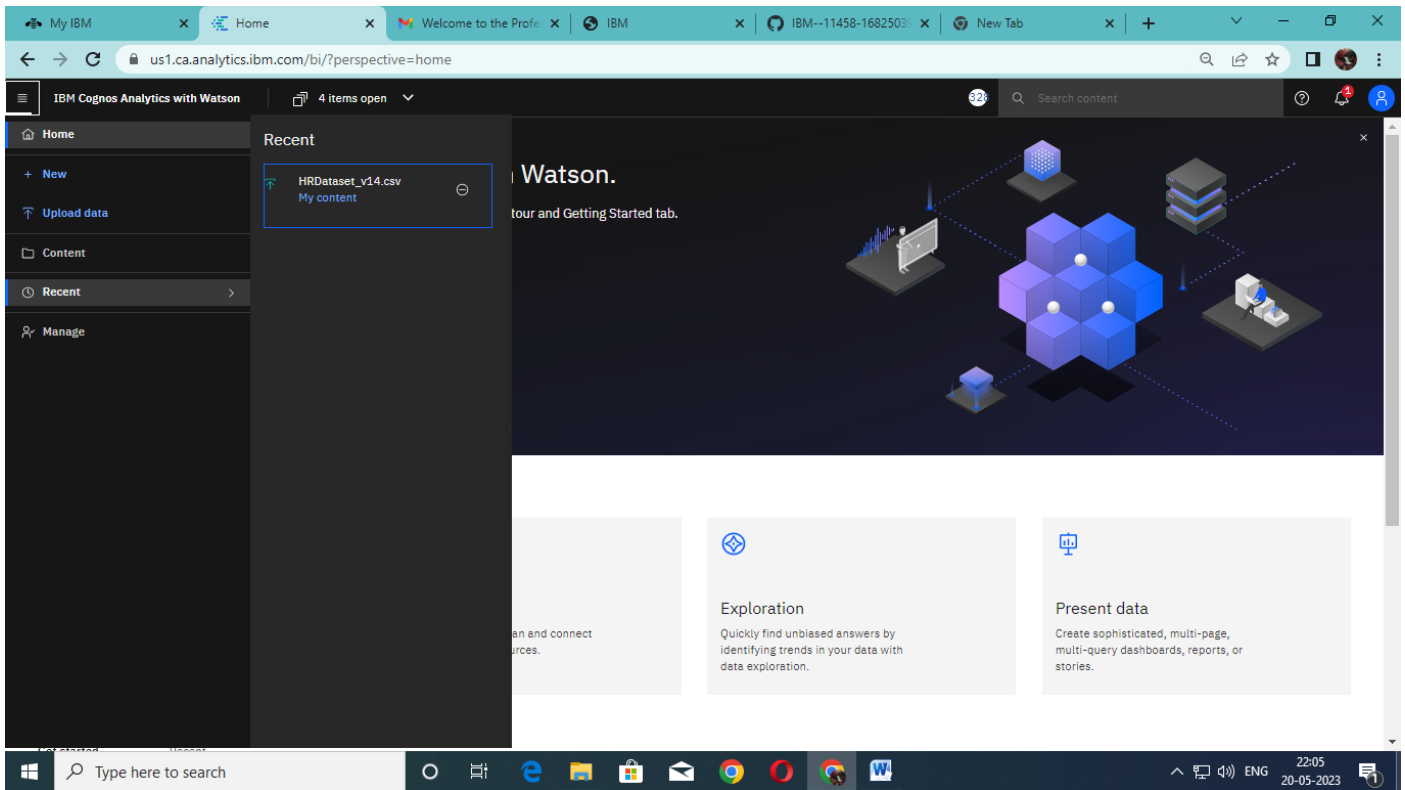 My IBM
Home
Welcome to the Profe
IBM
IBM--11458-1682503
New Tab
us1.ca.analytics.ibm.com/bi/?perspective=home
IBM Cognos Analytics with Watson
4 items open
328
Search content
1
Home
New
Upload data
Content
Recent
Manage
Recent
HRDataset_v14.csv
My content
Watson.
tour and Getting Started tab.
an and connect
urces.
Exploration
Quickly find unbiased answers by
identifying trends in your data with
data exploration.
Present data
Create sophisticated, multi-page,
multi-query dashboards, reports, or
stories.
Type here to search
ENG
22:05
20-05-2023
1